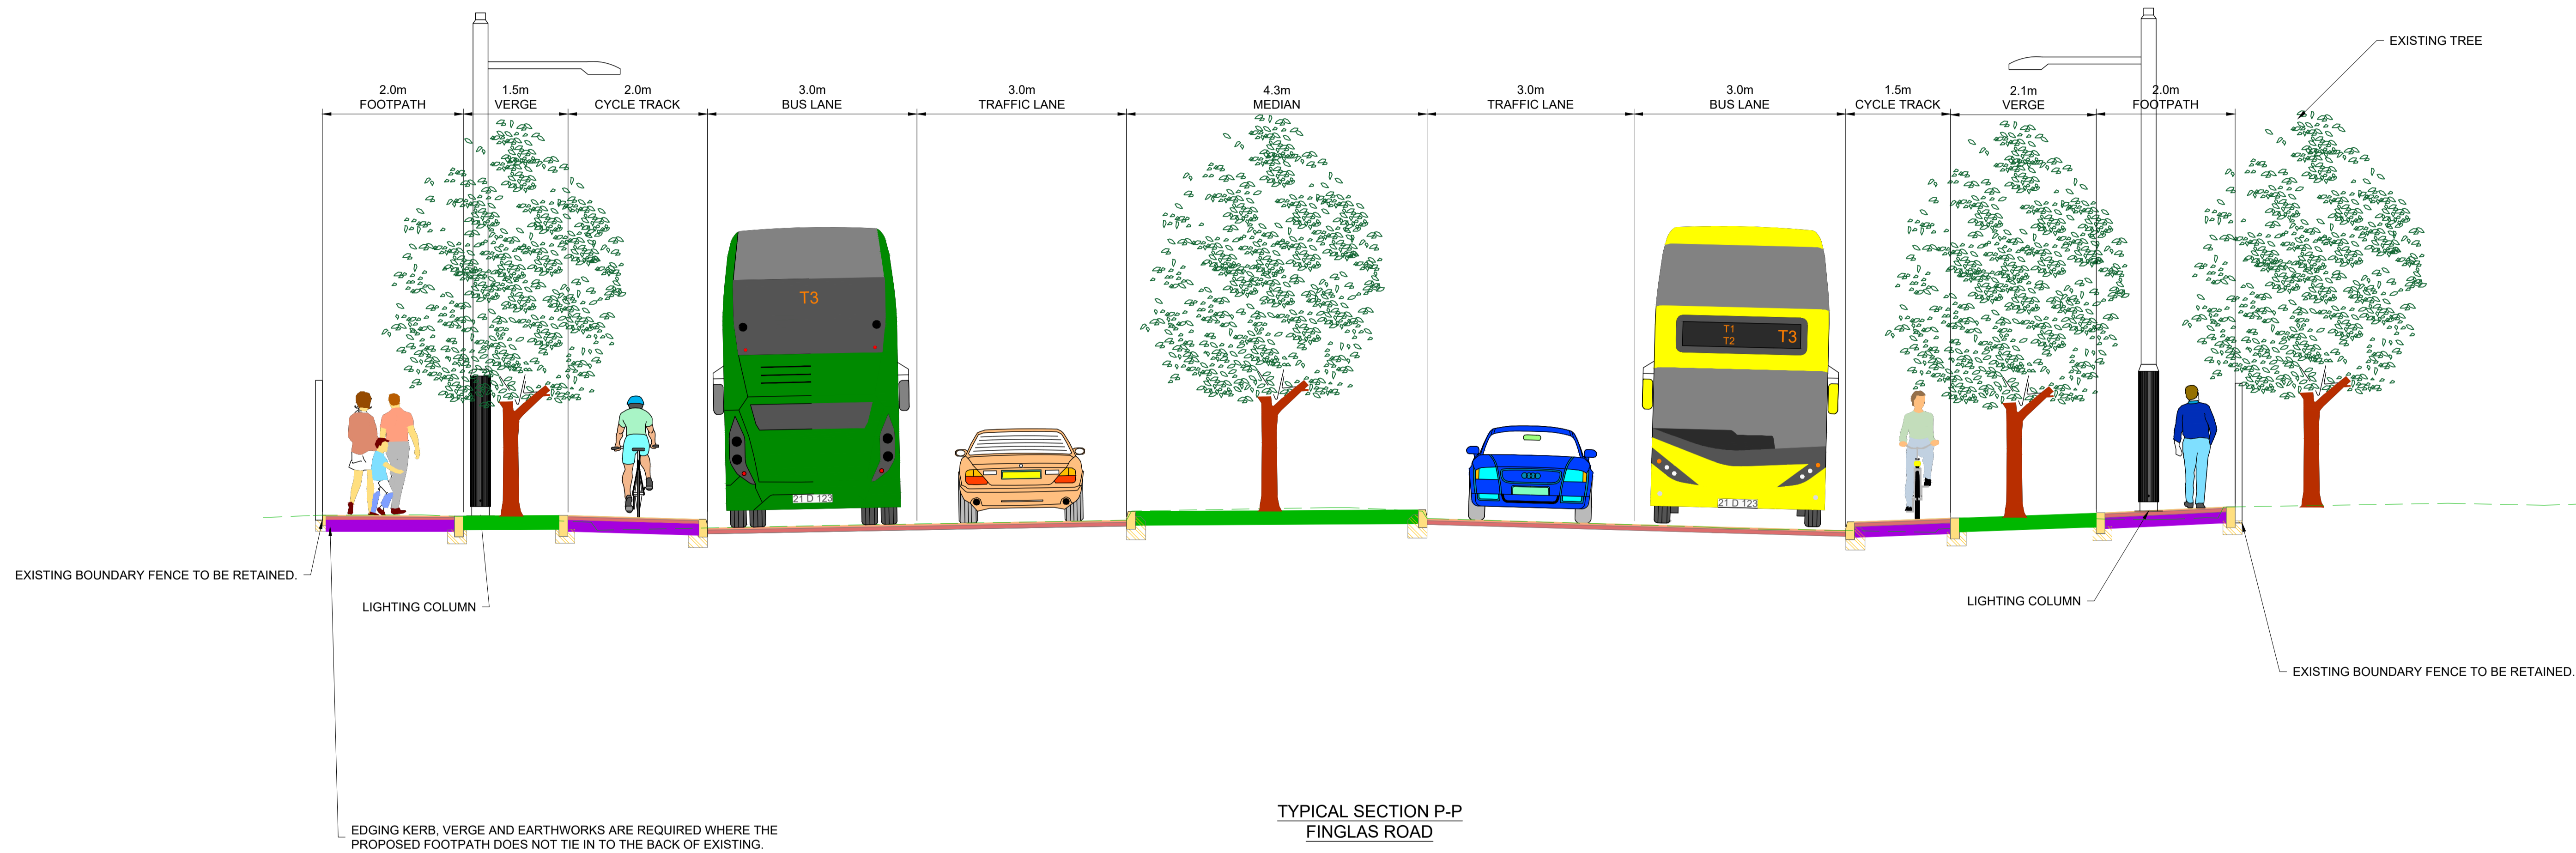 EXISTING TREE
2.0m
FOOTPATH
1.5m
VERGE
2.0m
CYCLE TRACK
3.0m
BUS LANE
3.0m
TRAFFIC LANE
4.3m
MEDIAN
3.0m
TRAFFIC LANE
3.0m
BUS LANE
1.5m
CYCLE TRACK
2.1m
VERGE
2.0m
FOOTPATH
T3
T1
T2
T3
21 D 123
21 D 123
EXISTING BOUNDARY FENCE TO BE RETAINED.
LIGHTING COLUMN
LIGHTING COLUMN
EXISTING BOUNDARY FENCE TO BE RETAINED.
EDGING KERB, VERGE AND EARTHWORKS ARE REQUIRED WHERE THE
PROPOSED FOOTPATH DOES NOT TIE IN TO THE BACK OF EXISTING.
TYPICAL SECTION P-P
FINGLAS ROAD